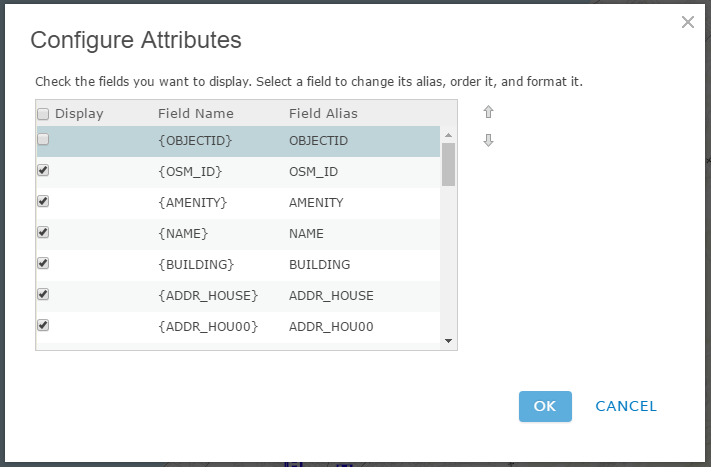 Configure Attributes
Check the fields you want to display. Select a field to change its alias, order it, and format it.
Display Field Name Field Alias
{OBJECTID} OBJECTID
{OSM_ID} OSM_ID
{AMENITY} AMENITY
{NAME} NAME
{BUILDING} BUILDING
{ADDR_HOUSE} ADDR_HOUSE
{ADDR_HOU00} ADDR_HOU00
OK CANCEL